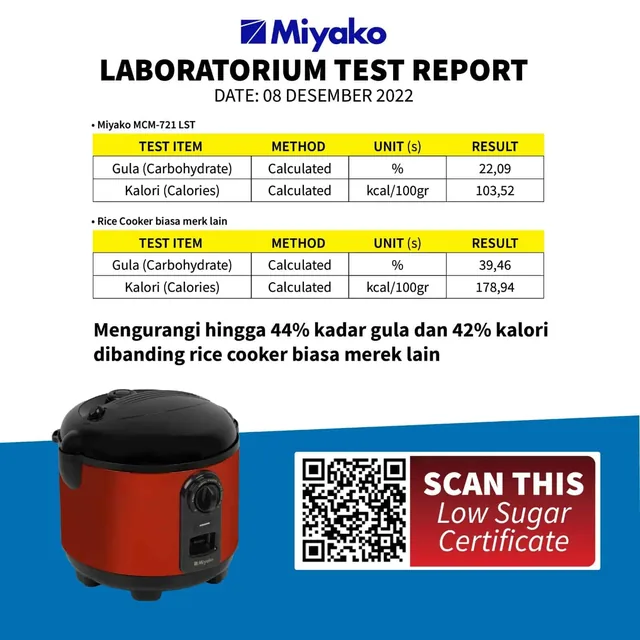 Miyako
LABORATORIUM TEST REPORT
DATE: 08 DESEMBER 2022
• Miyako MCM-721 LST
TEST ITEM METHOD UNIT (s) RESULT
Gula (Carbohydrate) Calculated % 22,09
Kalori (Calories) Calculated kcal/100gr 103,52
• Rice Cooker biasa merk lain
TEST ITEM METHOD UNIT (s) RESULT
Gula (Carbohydrate) Calculated % 39,46
Kalori (Calories) Calculated kcal/100gr 178,94
Mengurangi hingga 44% kadar gula dan 42% kalori
dibanding rice cooker biasa merek lain
Miyako
SCAN THIS
Low Sugar
Certificate